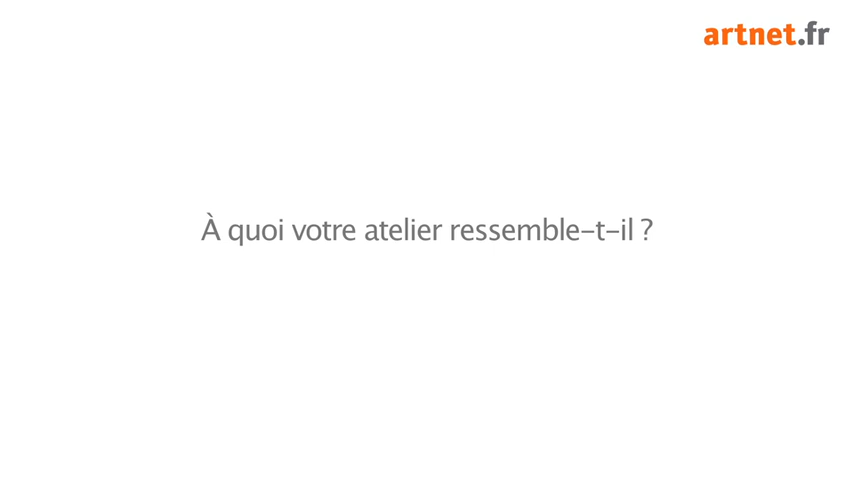 artnet.fr
À quoi votre atelier ressemble-t-il ?